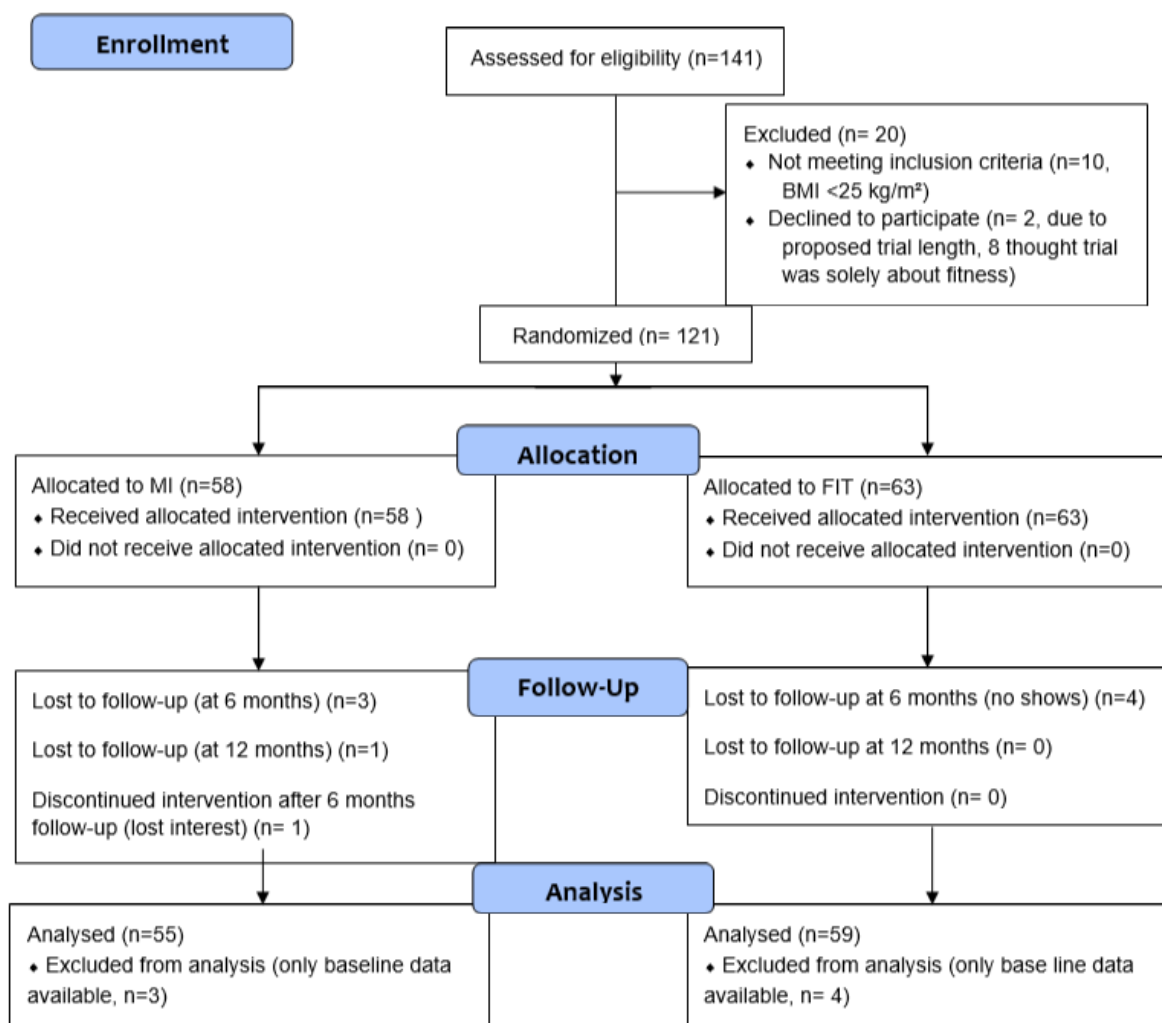 Enrollment
Assessed for eligibility (n=141)
Excluded (n= 20)
⬥ Not meeting inclusion criteria (n=10,
BMI <25 kg/m²)
⬥ Declined to participate (n= 2, due to
proposed trial length, 8 thought trial
was solely about fitness)
Randomized (n= 121)
Allocation
Allocated to MI (n=58)
⬥ Received allocated intervention (n=58 )
⬥ Did not receive allocated intervention (n= 0)
Allocated to FIT (n=63)
⬥ Received allocated intervention (n=63)
⬥ Did not receive allocated intervention (n=0)
Follow-Up
Lost to follow-up (at 6 months) (n=3)
Lost to follow-up (at 12 months) (n=1)
Discontinued intervention after 6 months
follow-up (lost interest) (n= 1)
Lost to follow-up at 6 months (no shows) (n=4)
Lost to follow-up at 12 months (n= 0)
Discontinued intervention (n= 0)
Analysis
Analysed (n=55)
⬥ Excluded from analysis (only baseline data
available, n=3)
Analysed (n=59)
⬥ Excluded from analysis (only base line data
available, n= 4)